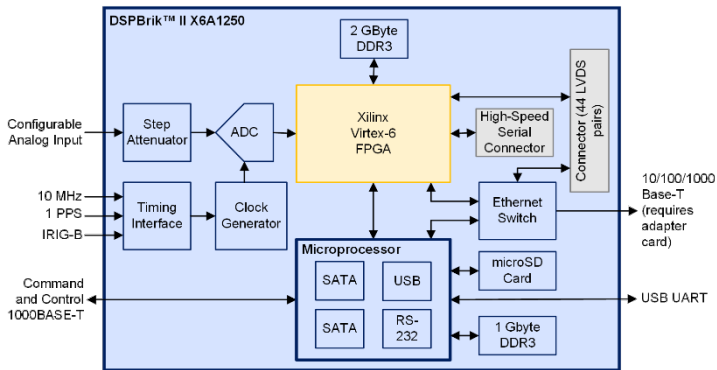 DSPBrik™ II X6A1250
2 GByte
DDR3
Configurable
Analog Input
Step
Attenuator
ADC
Xilinx
Virtex-6
FPGA
High-Speed
Serial
Connector
Connector (44 LVDS
pairs)
10 MHz
1 PPS
IRIG-B
Timing
Interface
Clock
Generator
Ethernet
Switch
10/100/1000
Base-T
(requires
adapter
card)
Microprocessor
SATA
USB
SATA
RS-
232
microSD
Card
1 Gbyte
DDR3
Command
and Control
1000BASE-T
USB UART